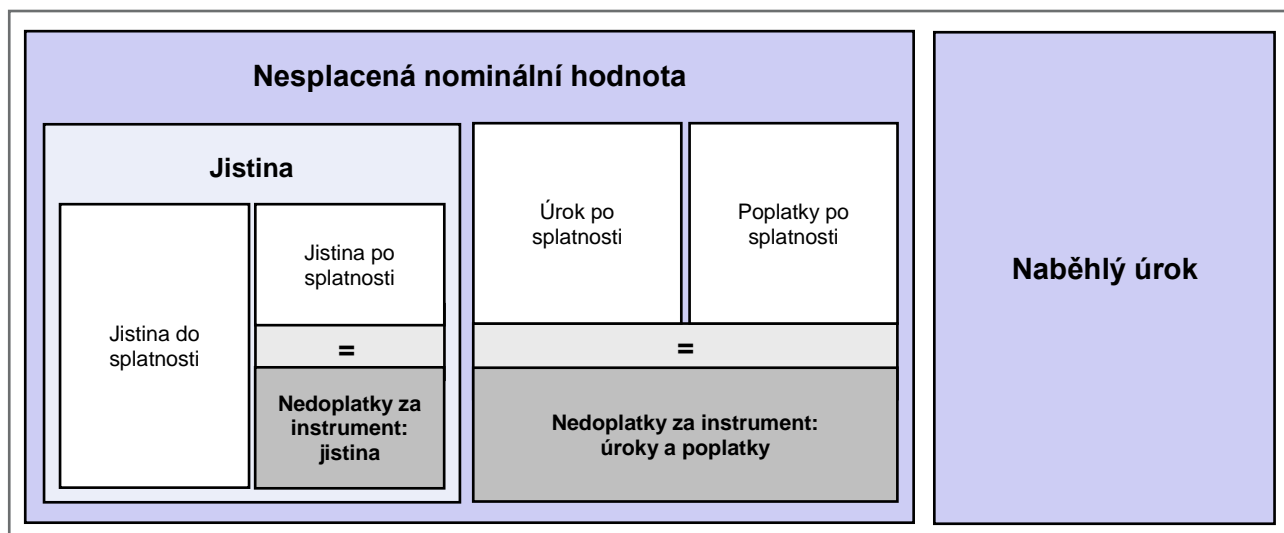 Nesplacená nominální hodnota
Jistina
Jistina do
splatnosti
Jistina po
splatnosti
=
Nedoplatky za
instrument:
jistina
Úrok po
splatnosti
Poplatky po
splatnosti
=
Nedoplatky za instrument:
úroky a poplatky
Naběhlý úrok